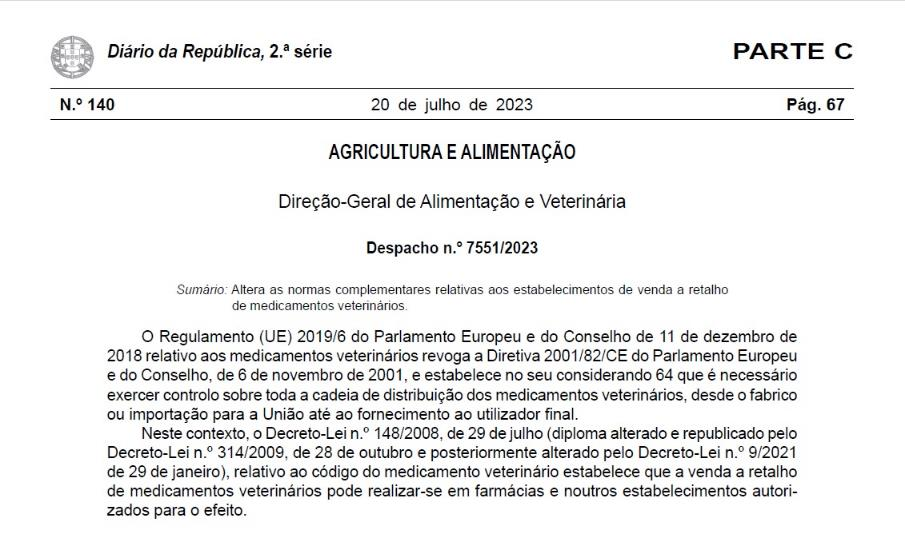 Diário da República, 2.ª série
PARTE C
N.º 140
20 de julho de 2023
Pág. 67
AGRICULTURA E ALIMENTAÇÃO
Direção-Geral de Alimentação e Veterinária
Despacho n.º 7551/2023
Sumário: Altera as normas complementares relativas aos estabelecimentos de venda a retalho
de medicamentos veterinários.
O Regulamento (UE) 2019/6 do Parlamento Europeu e do Conselho de 11 de dezembro de
2018 relativo aos medicamentos veterinários revoga a Diretiva 2001/82/CE do Parlamento Europeu
e do Conselho, de 6 de novembro de 2001, e estabelece no seu considerando 64 que é necessário
exercer controlo sobre toda a cadeia de distribuição dos medicamentos veterinários, desde o fabrico
ou importação para a União até ao fornecimento ao utilizador final.
Neste contexto, o Decreto-Lei n.º 148/2008, de 29 de julho (diploma alterado e republicado pelo
Decreto-Lei n.º 314/2009, de 28 de outubro e posteriormente alterado pelo Decreto-Lei n.º 9/2021
de 29 de janeiro), relativo ao código do medicamento veterinário estabelece que a venda a retalho
de medicamentos veterinários pode realizar-se em farmácias e noutros estabelecimentos autori-
zados para o efeito.